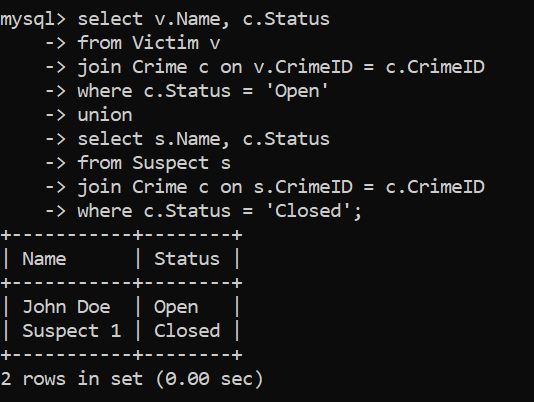 mysql> select v.Name, c.Status
    -> from Victim v
    -> join Crime c on v.CrimeID = c.CrimeID
    -> where c.Status = 'Open'
    -> union
    -> select s.Name, c.Status
    -> from Suspect s
    -> join Crime c on s.CrimeID = c.CrimeID
    -> where c.Status = 'Closed';
+-----------+--------+
| Name      | Status |
+-----------+--------+
| John Doe  | Open   |
| Suspect 1 | Closed |
+-----------+--------+
2 rows in set (0.00 sec)